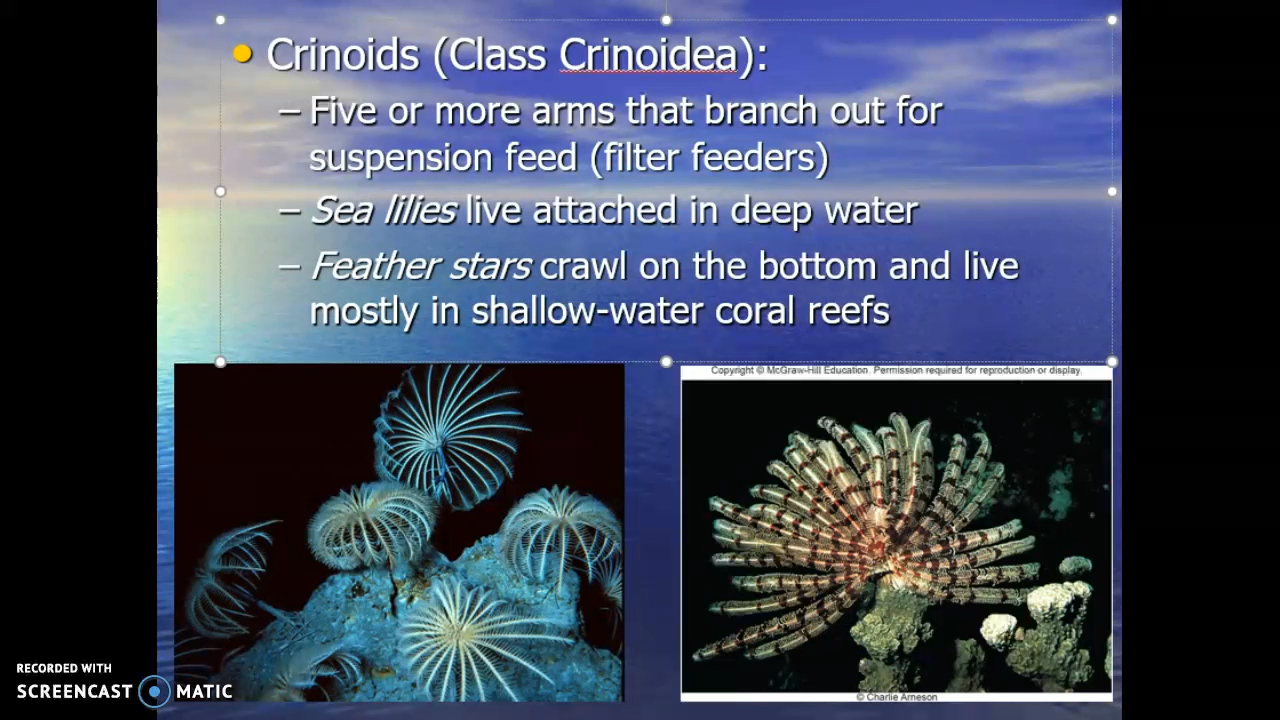 Crinoids (Class Crinoidea):
– Five or more arms that branch out for
suspension feed (filter feeders)
– Sea lilies live attached in deep water
– Feather stars crawl on the bottom and live
mostly in shallow-water coral reefs
Copyright © McGraw-Hill Education. Permission required for reproduction or display.
© Charlie Arneson
RECORDED WITH
SCREENCAST MATIC